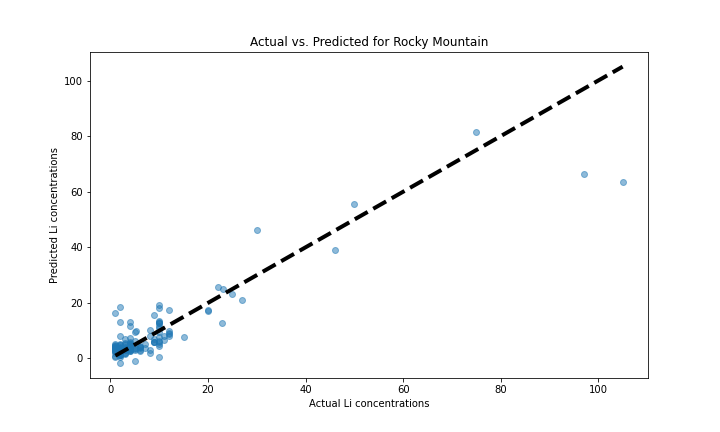 Actual vs. Predicted for Rocky Mountain
100
80
60
40
20
0
Predicted Li concentrations
0 20 40 60 80 100
Actual Li concentrations